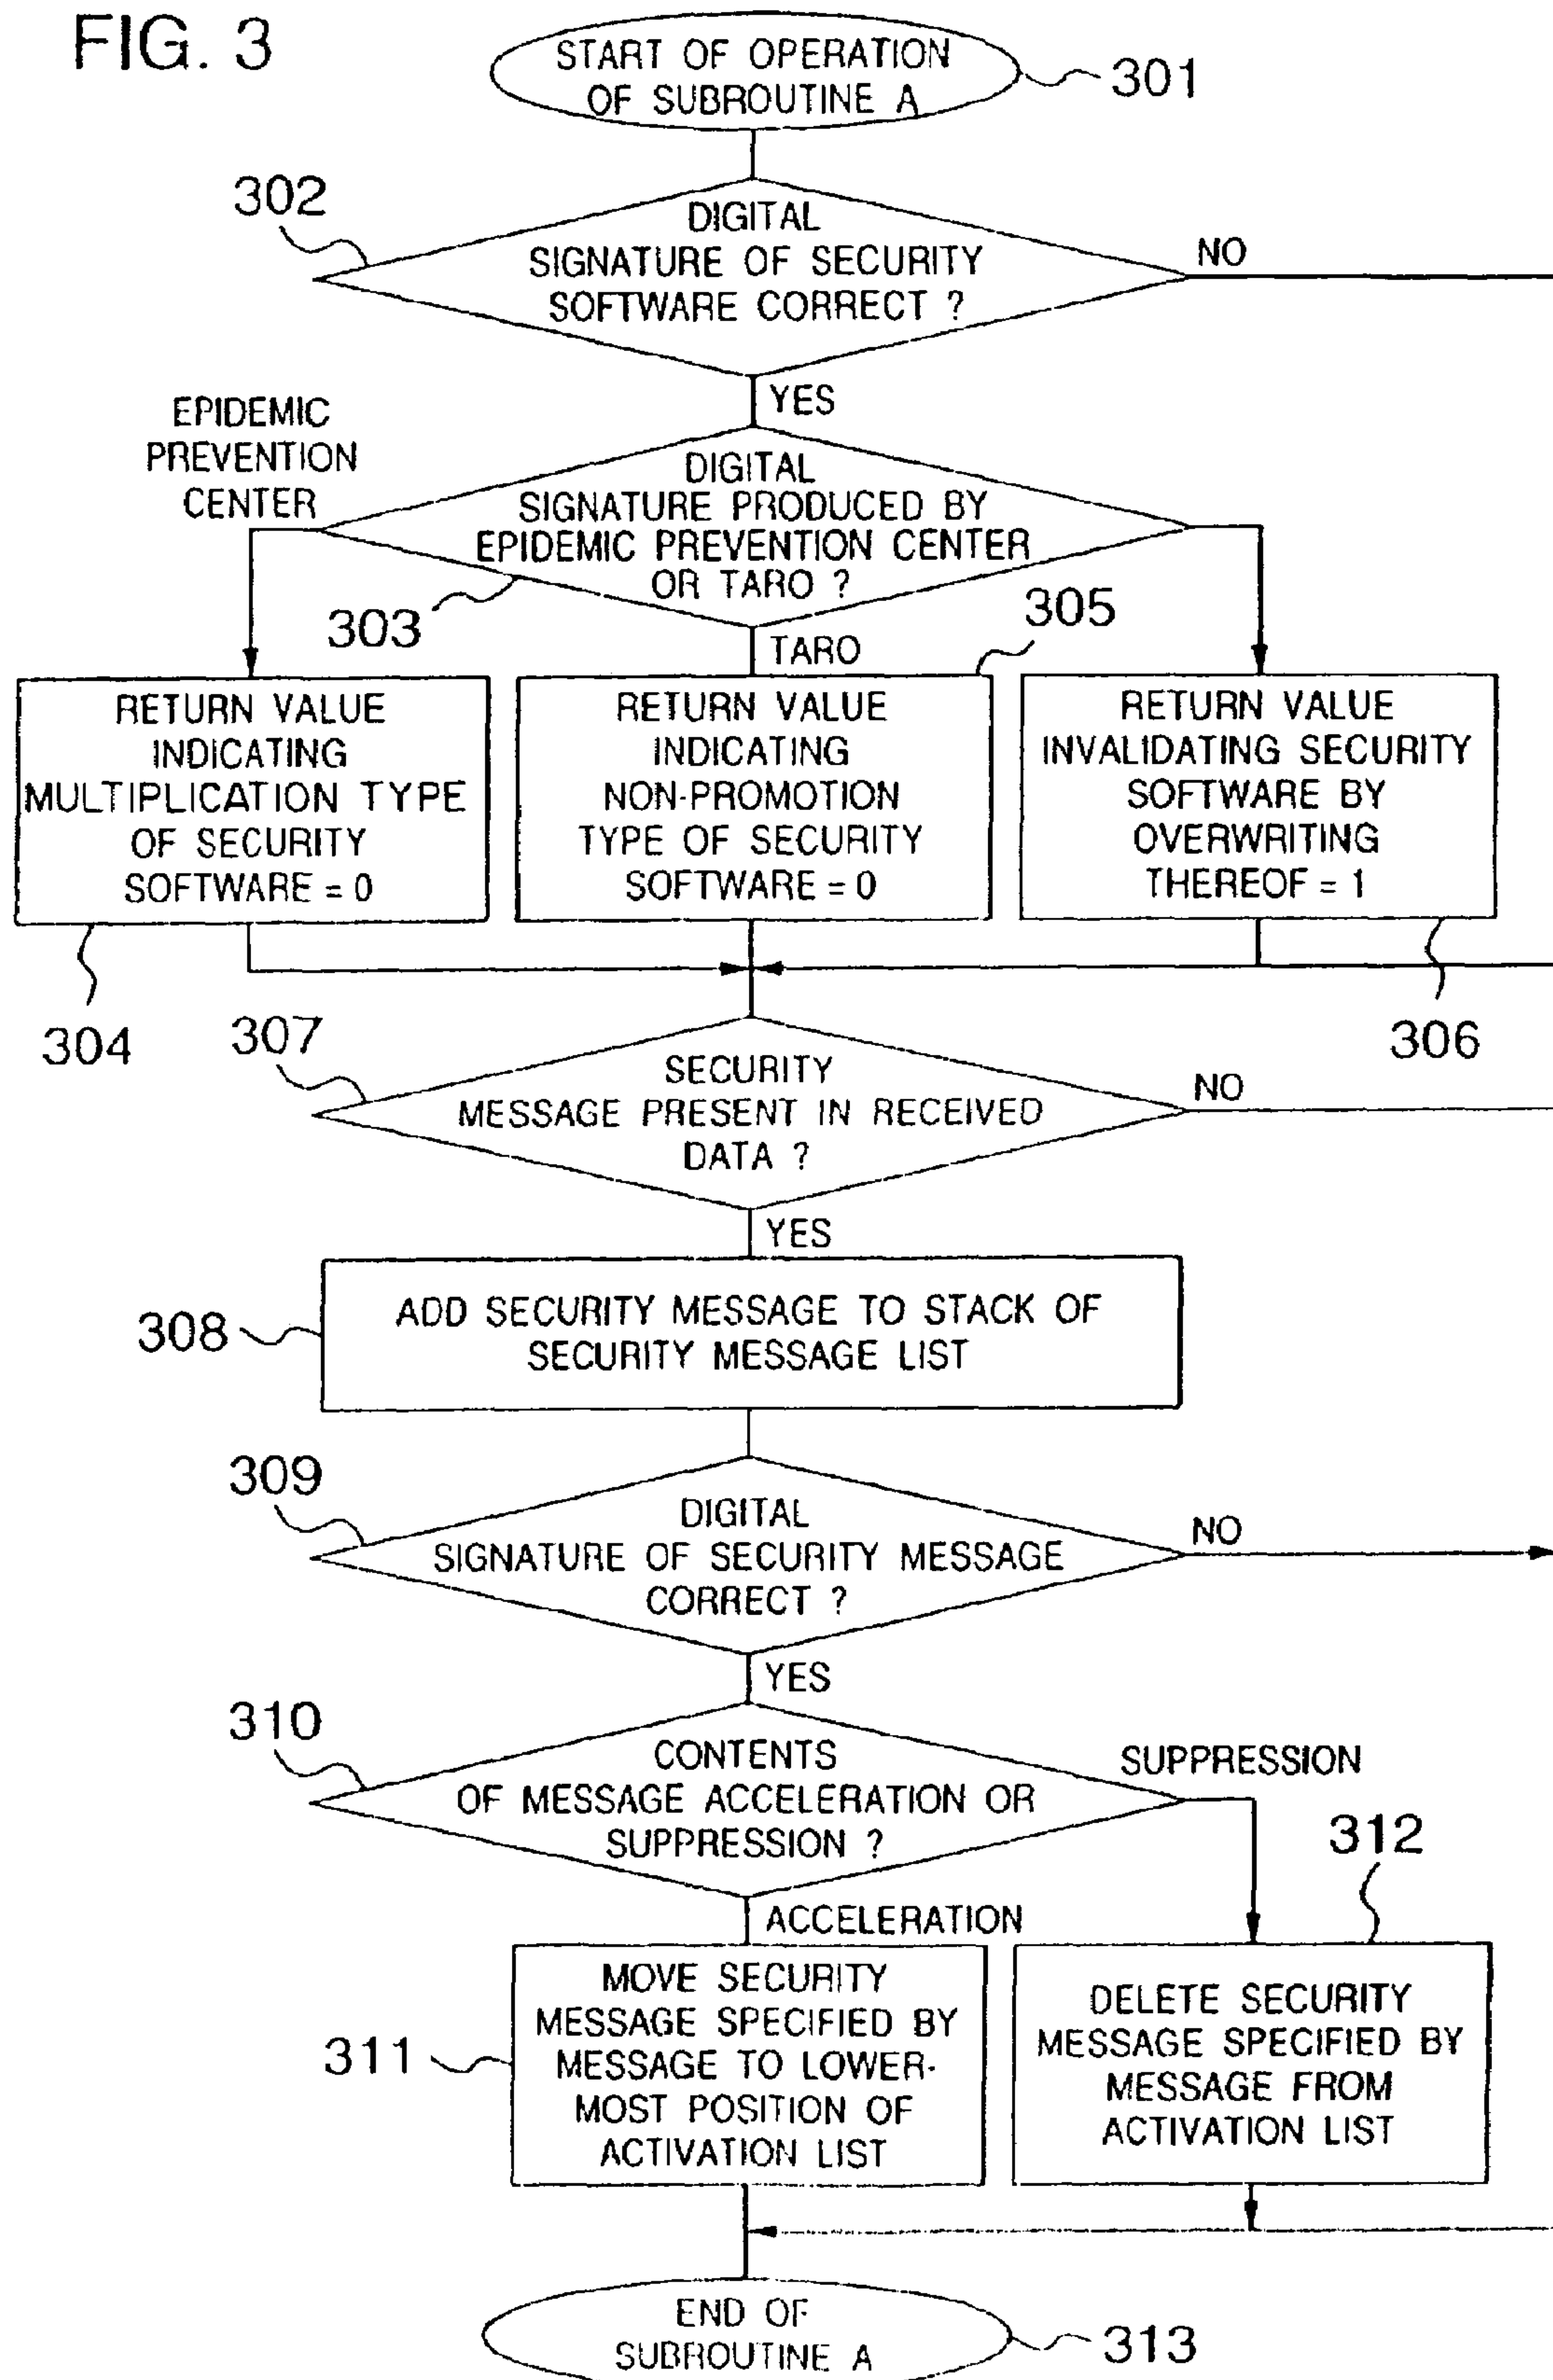 FIG. 3
START OF OPERATION
OF SUBROUTINE A
301
302
DIGITAL
SIGNATURE OF SECURITY
SOFTWARE CORRECT ?
NO
YES
EPIDEMIC
PREVENTION
CENTER
DIGITAL
SIGNATURE PRODUCED BY
EPIDEMIC PREVENTION CENTER
OR TARO ?
303
TARO
305
RETURN VALUE
INDICATING
MULTIPLICATION TYPE
OF SECURITY
SOFTWARE = 0
RETURN VALUE
INDICATING
NON-PROMOTION
TYPE OF SECURITY
SOFTWARE = 0
RETURN VALUE
INVALIDATING SECURITY
SOFTWARE BY
OVERWRITING
THEREOF = 1
304
306
307
SECURITY
MESSAGE PRESENT IN RECEIVED
DATA ?
NO
YES
308
ADD SECURITY MESSAGE TO STACK OF
SECURITY MESSAGE LIST
309
DIGITAL
SIGNATURE OF SECURITY MESSAGE
CORRECT ?
NO
YES
310
CONTENTS
OF MESSAGE ACCELERATION OR
SUPPRESSION ?
SUPPRESSION
312
ACCELERATION
311
MOVE SECURITY
MESSAGE SPECIFIED BY
MESSAGE TO LOWER-
MOST POSITION OF
ACTIVATION LIST
DELETE SECURITY
MESSAGE SPECIFIED BY
MESSAGE FROM
ACTIVATION LIST
END OF
SUBROUTINE A
313